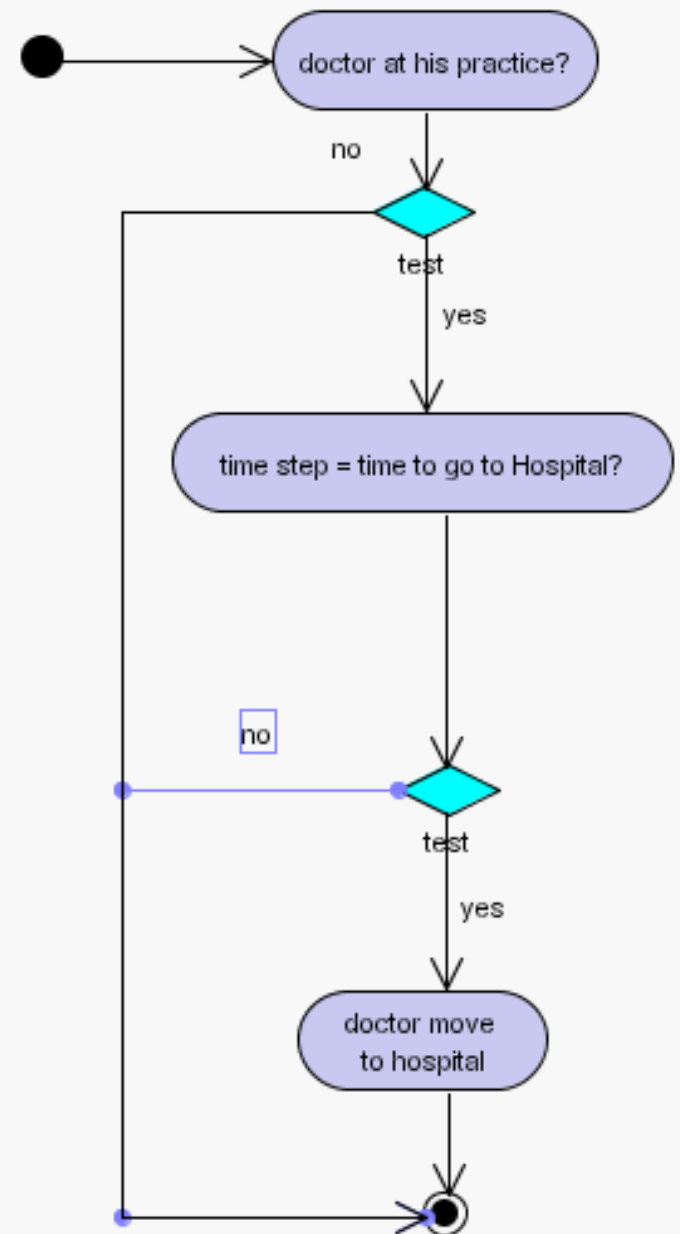 doctor at his practice?
no
test
yes
time step = time to go to Hospital?
no
test
yes
doctor move
to hospital